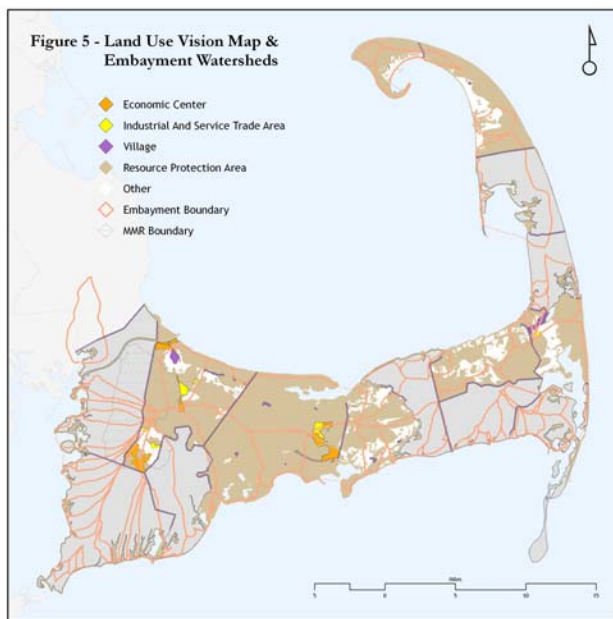 Figure 5 - Land Use Vision Map &
Embayment Watersheds
Economic Center
Industrial And Service Trade Area
Village
Resource Protection Area
Other
Embayment Boundary
MMR Boundary
Miles
5 0 5 10 15